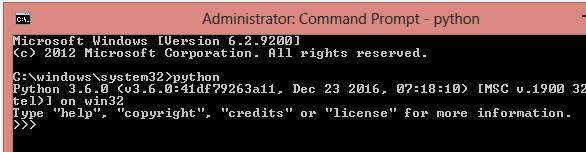 Administrator: Command Prompt - python
Microsoft Windows [Version 6.2.9200]
(c) 2012 Microsoft Corporation. All rights reserved.
C:\windows\system32>python
Python 3.6.0 (v3.6.0:41df79263a11, Dec 23 2016, 07:18:10) [MSC v.1900 32
tel)] on win32
Type "help", "copyright", "credits" or "license" for more information.
>>>